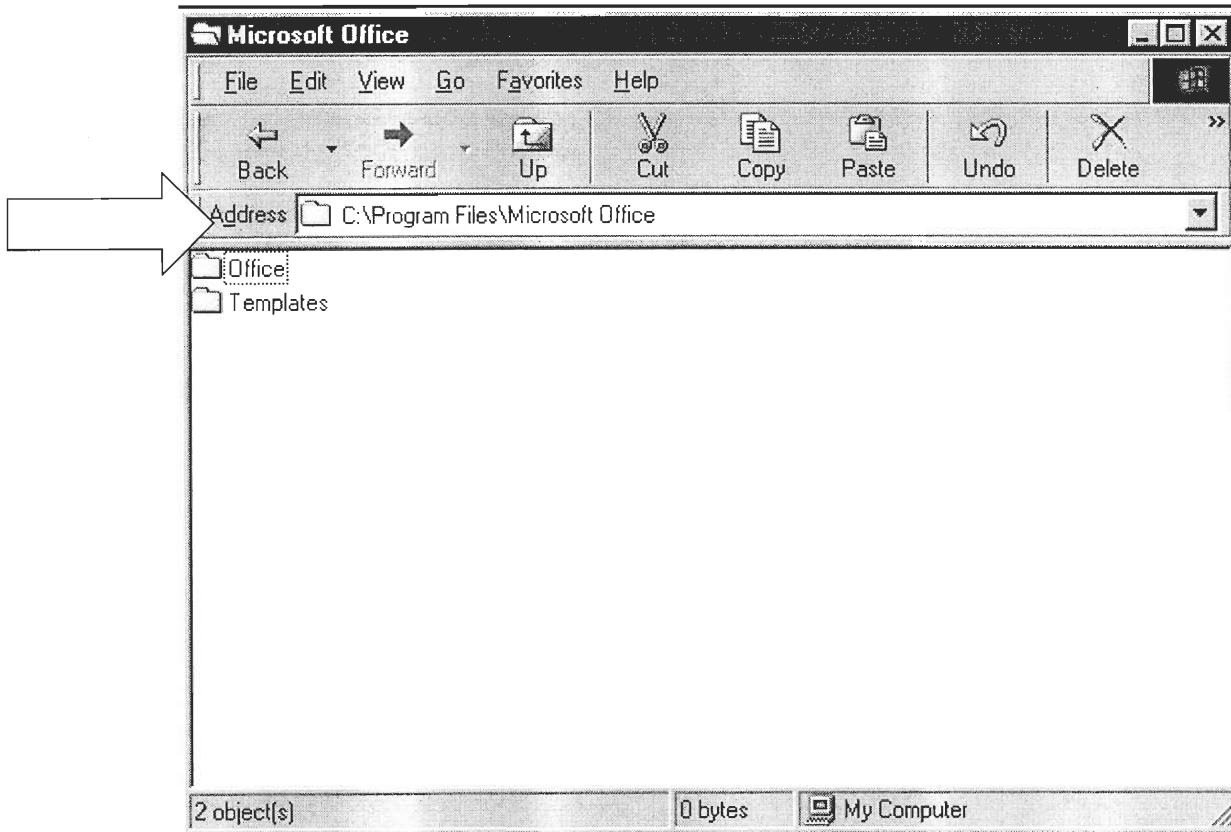 Microsoft Office
File Edit View Go Favorites Help
Back Forward Up Cut Copy Paste Undo Delete »
Address C:\Program Files\Microsoft Office
Office
Templates
2 object(s) 0 bytes My Computer